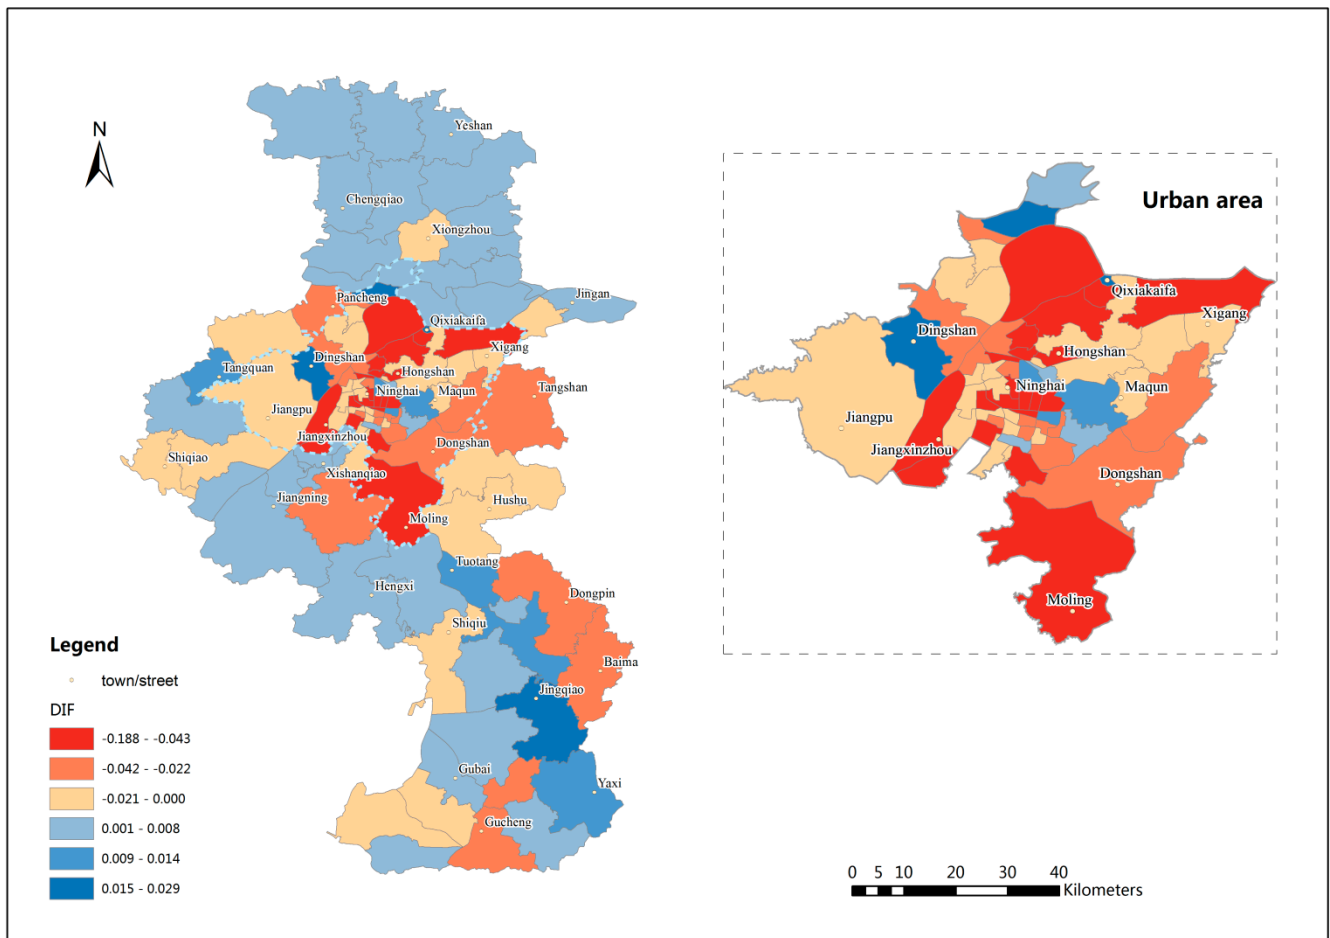 N
Yeshan
Chengqiao
Xiongzhou
Jingan
Pancheng
Qixiakaifa
Xigang
Dingshan
Hongshan
Tangquan
Ninghai
Maqun
Tangshan
Jiangpu
Jiangxinzhou
Dongshan
Shiqiao
Xishanqiao
Jiangning
Hushu
Moling
Tuotang
Hengxi
Dongpin
Shiqiu
Baima
Jingqiao
Gubai
Yaxi
Gucheng
Urban area
Qixiakaifa
Xigang
Dingshan
Hongshan
Ninghai
Maqun
Jiangpu
Jiangxinzhou
Dongshan
Moling
Legend
town/street
DIF
-0.188 - -0.043
-0.042 - -0.022
-0.021 - 0.000
0.001 - 0.008
0.009 - 0.014
0.015 - 0.029
0 5 10 20 30 40
Kilometers